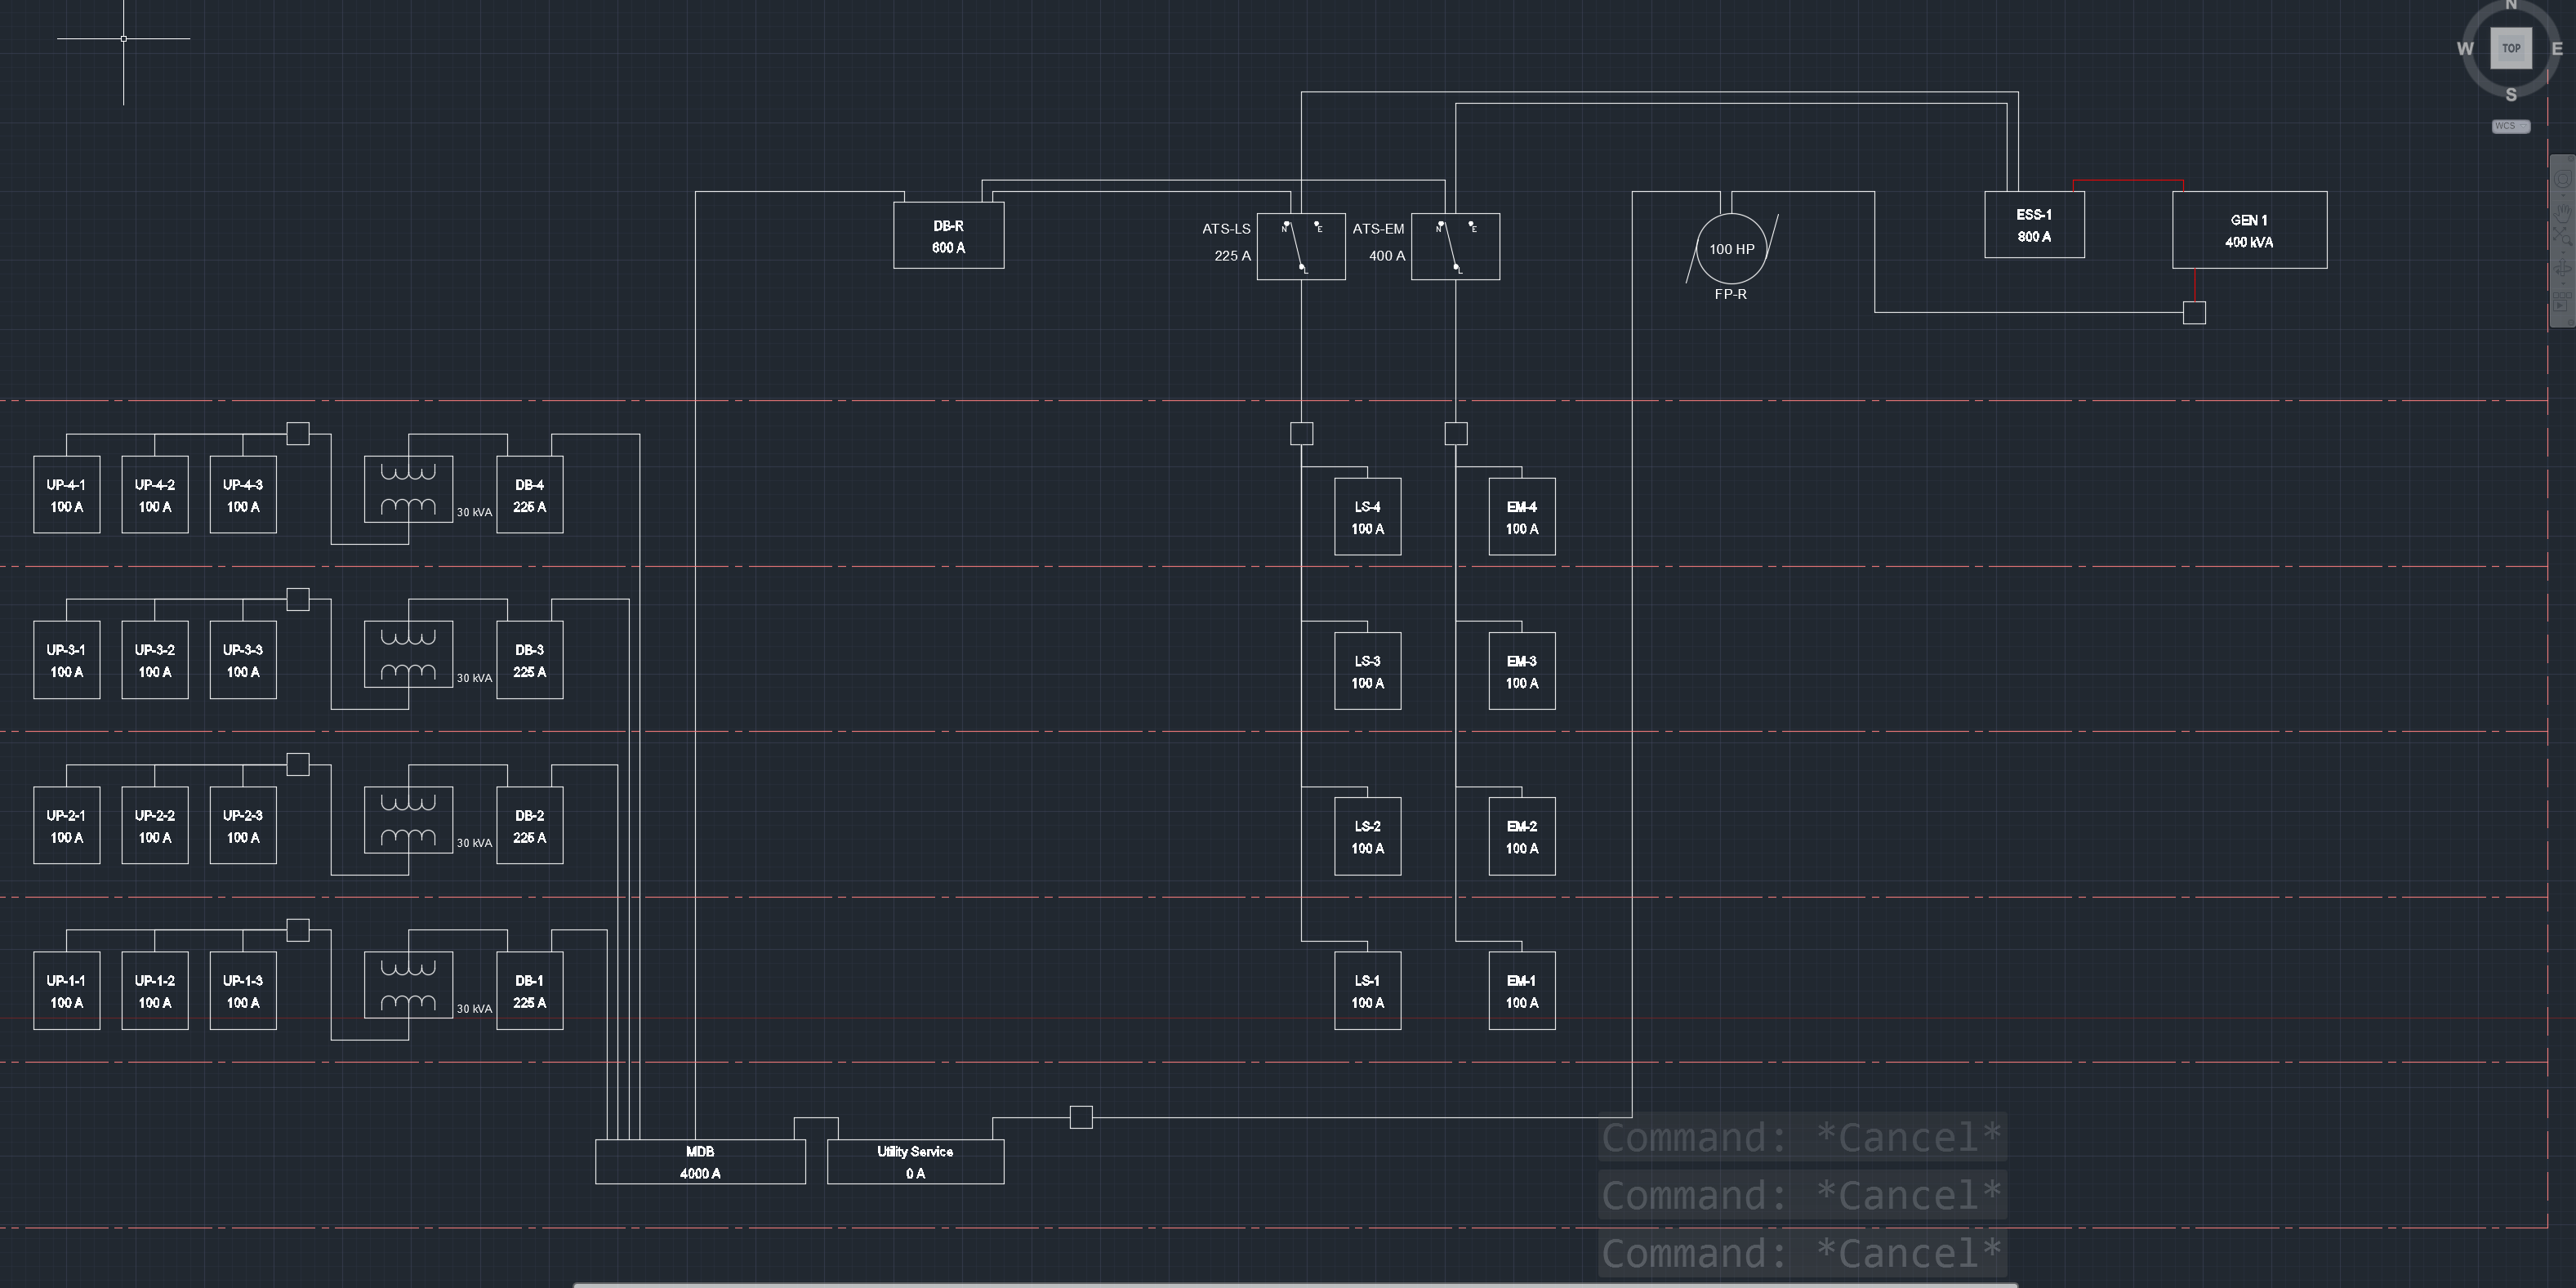 N
W TOP E
S
WCS
DB-R
600 A
ATS-LS
225 A
N E
L
ATS-EM
400 A
N E
L
100 HP
FP-R
ESS-1
800 A
GEN 1
400 kVA
UP-4-1
100 A
UP-4-2
100 A
UP-4-3
100 A
30 kVA
DB-4
225 A
LS-4
100 A
EM-4
100 A
UP-3-1
100 A
UP-3-2
100 A
UP-3-3
100 A
30 kVA
DB-3
225 A
LS-3
100 A
EM-3
100 A
UP-2-1
100 A
UP-2-2
100 A
UP-2-3
100 A
30 kVA
DB-2
225 A
LS-2
100 A
EM-2
100 A
UP-1-1
100 A
UP-1-2
100 A
UP-1-3
100 A
30 kVA
DB-1
225 A
LS-1
100 A
EM-1
100 A
MDB
4000 A
Utility Service
0 A
Command: *Cancel*
Command: *Cancel*
Command: *Cancel*